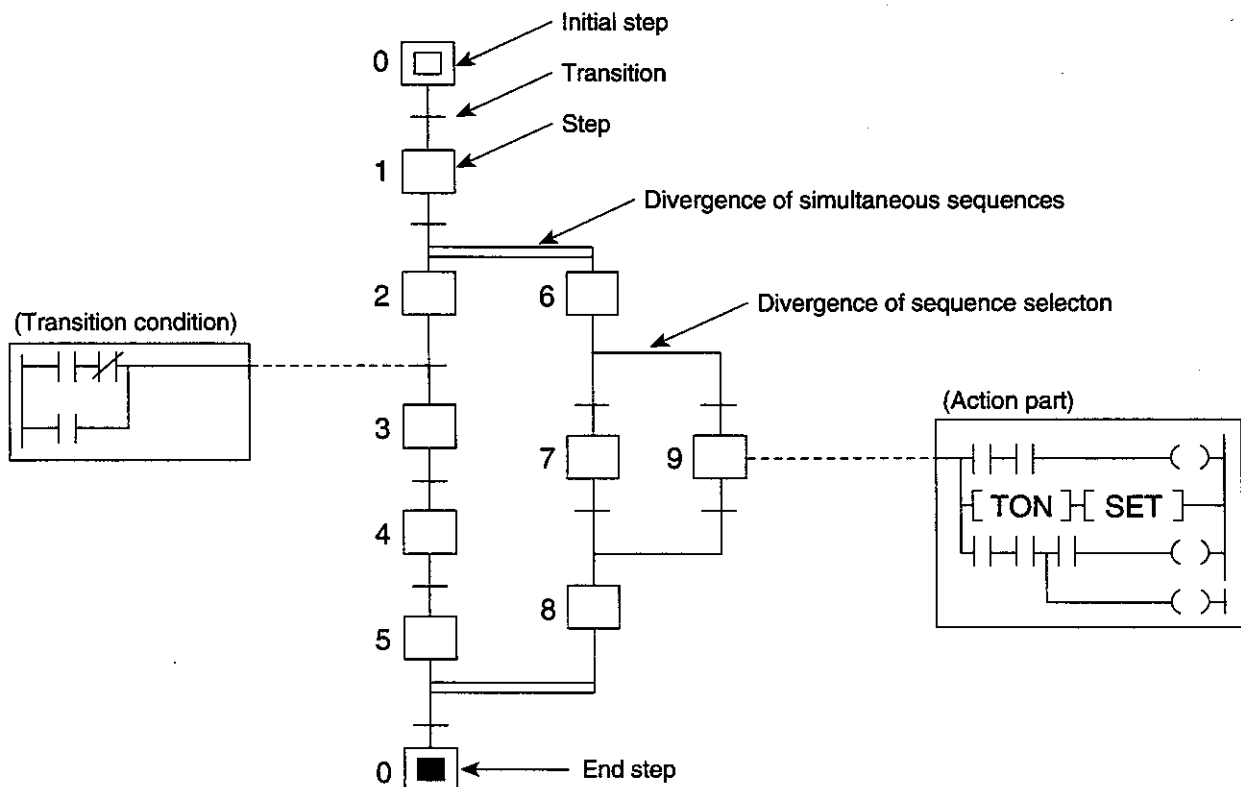 Initial step
0
Transition
Step
1
Divergence of simultaneous sequences
2
6
Divergence of sequence selecton
(Transition condition)
3
(Action part)
7
9
TON SET
4
8
5
0
End step